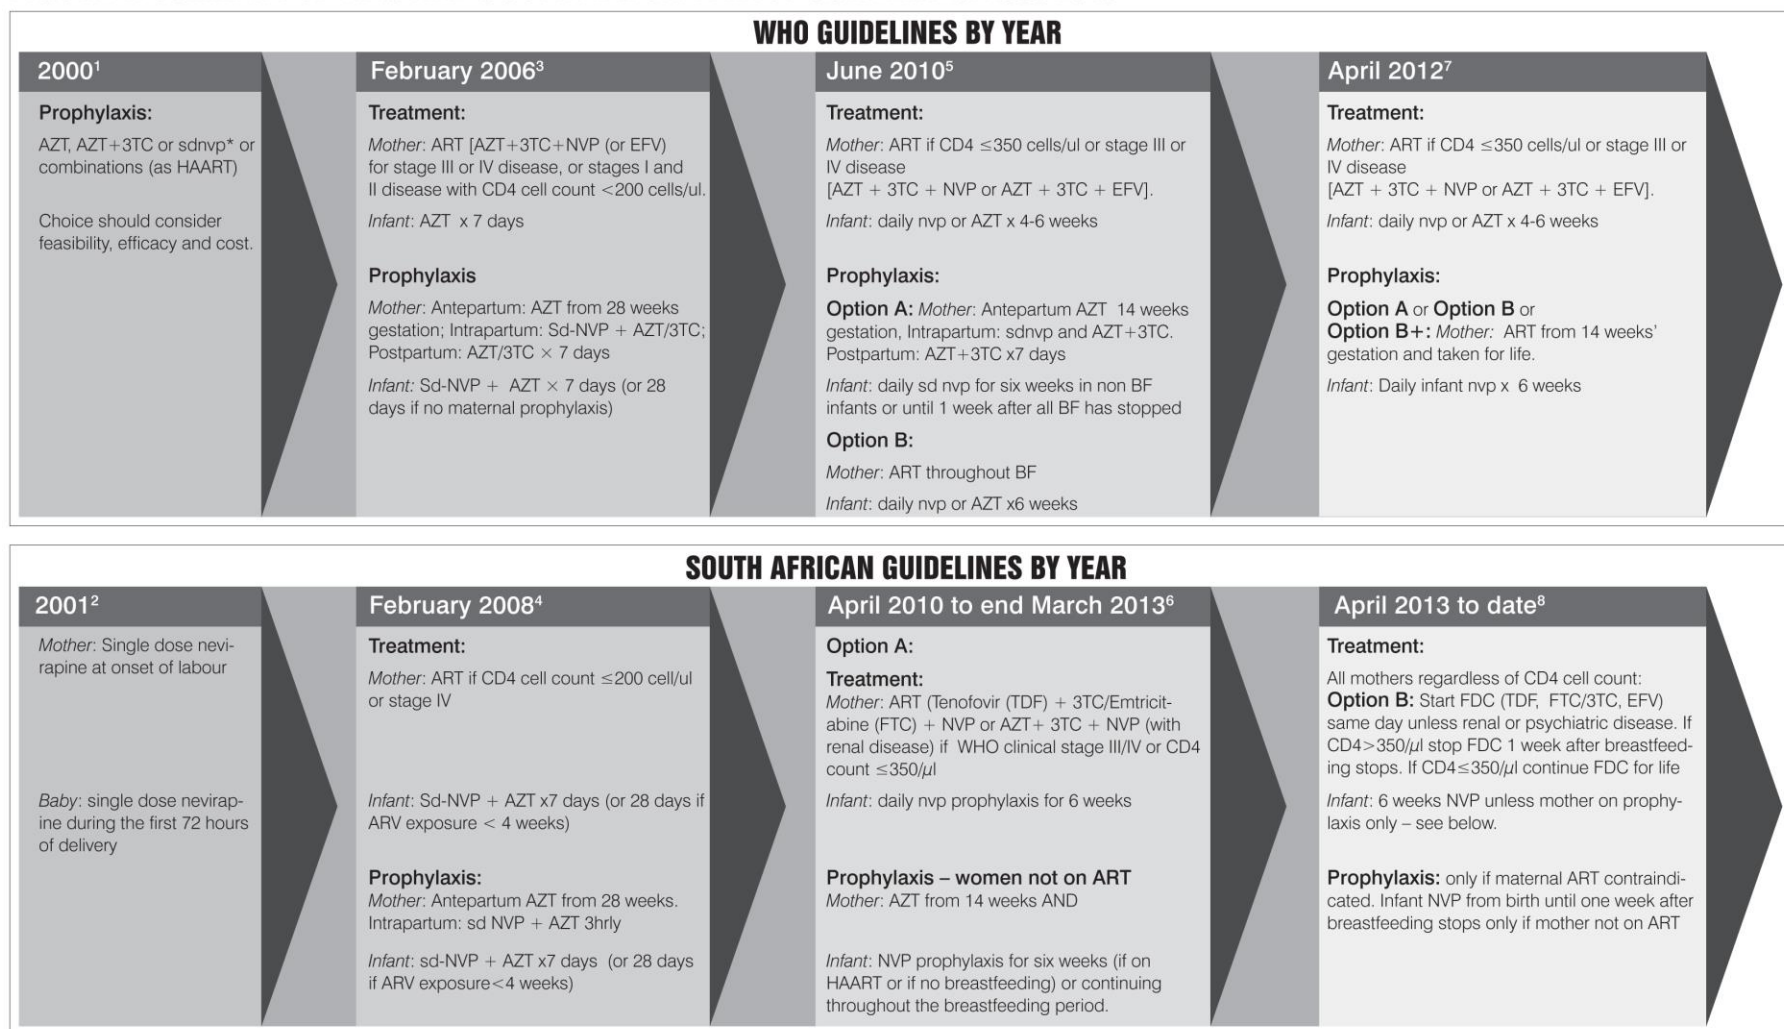 WHO GUIDELINES BY YEAR
2000¹
Prophylaxis:
AZT, AZT+3TC or sdnvp* or
combinations (as HAART)
Choice should consider
feasibility, efficacy and cost.
February 2006³
Treatment:
Mother: ART [AZT+3TC+NVP (or EFV)
for stage III or IV disease, or stages I and
II disease with CD4 cell count <200 cells/ul.
Infant: AZT x 7 days
Prophylaxis
Mother: Antepartum: AZT from 28 weeks
gestation; Intrapartum: Sd-NVP + AZT/3TC;
Postpartum: AZT/3TC × 7 days
Infant: Sd-NVP + AZT × 7 days (or 28
days if no maternal prophylaxis)
June 2010⁵
Treatment:
Mother: ART if CD4 ≤350 cells/ul or stage III or
IV disease
[AZT + 3TC + NVP or AZT + 3TC + EFV].
Infant: daily nvp or AZT x 4-6 weeks
Prophylaxis:
Option A: Mother: Antepartum AZT 14 weeks
gestation, Intrapartum: sdnvp and AZT+3TC.
Postpartum: AZT+3TC x7 days
Infant: daily sd nvp for six weeks in non BF
infants or until 1 week after all BF has stopped
Option B:
Mother: ART throughout BF
Infant: daily nvp or AZT x6 weeks
April 2012⁷
Treatment:
Mother: ART if CD4 ≤350 cells/ul or stage III or
IV disease
[AZT + 3TC + NVP or AZT + 3TC + EFV].
Infant: daily nvp or AZT x 4-6 weeks
Prophylaxis:
Option A or Option B or
Option B+: Mother: ART from 14 weeks’
gestation and taken for life.
Infant: Daily infant nvp x 6 weeks
SOUTH AFRICAN GUIDELINES BY YEAR
2001²
Mother: Single dose nevi-
rapine at onset of labour
Baby: single dose nevirap-
ine during the first 72 hours
of delivery
February 2008⁴
Treatment:
Mother: ART if CD4 cell count ≤200 cell/ul
or stage IV
Infant: Sd-NVP + AZT x7 days (or 28 days if
ARV exposure < 4 weeks)
Prophylaxis:
Mother: Antepartum AZT from 28 weeks.
Intrapartum: sd NVP + AZT 3hrly
Infant: sd-NVP + AZT x7 days (or 28 days
if ARV exposure<4 weeks)
April 2010 to end March 2013⁶
Option A:
Treatment:
Mother: ART (Tenofovir (TDF) + 3TC/Emtricit-
abine (FTC) + NVP or AZT+ 3TC + NVP (with
renal disease) if WHO clinical stage III/IV or CD4
count ≤350/µl
Infant: daily nvp prophylaxis for 6 weeks
Prophylaxis – women not on ART
Mother: AZT from 14 weeks AND
Infant: NVP prophylaxis for six weeks (if on
HAART or if no breastfeeding) or continuing
throughout the breastfeeding period.
April 2013 to date⁸
Treatment:
All mothers regardless of CD4 cell count:
Option B: Start FDC (TDF, FTC/3TC, EFV)
same day unless renal or psychiatric disease. If
CD4>350/µl stop FDC 1 week after breastfeed-
ing stops. If CD4≤350/µl continue FDC for life
Infant: 6 weeks NVP unless mother on prophy-
laxis only – see below.
Prophylaxis: only if maternal ART contraindi-
cated. Infant NVP from birth until one week after
breastfeeding stops only if mother not on ART